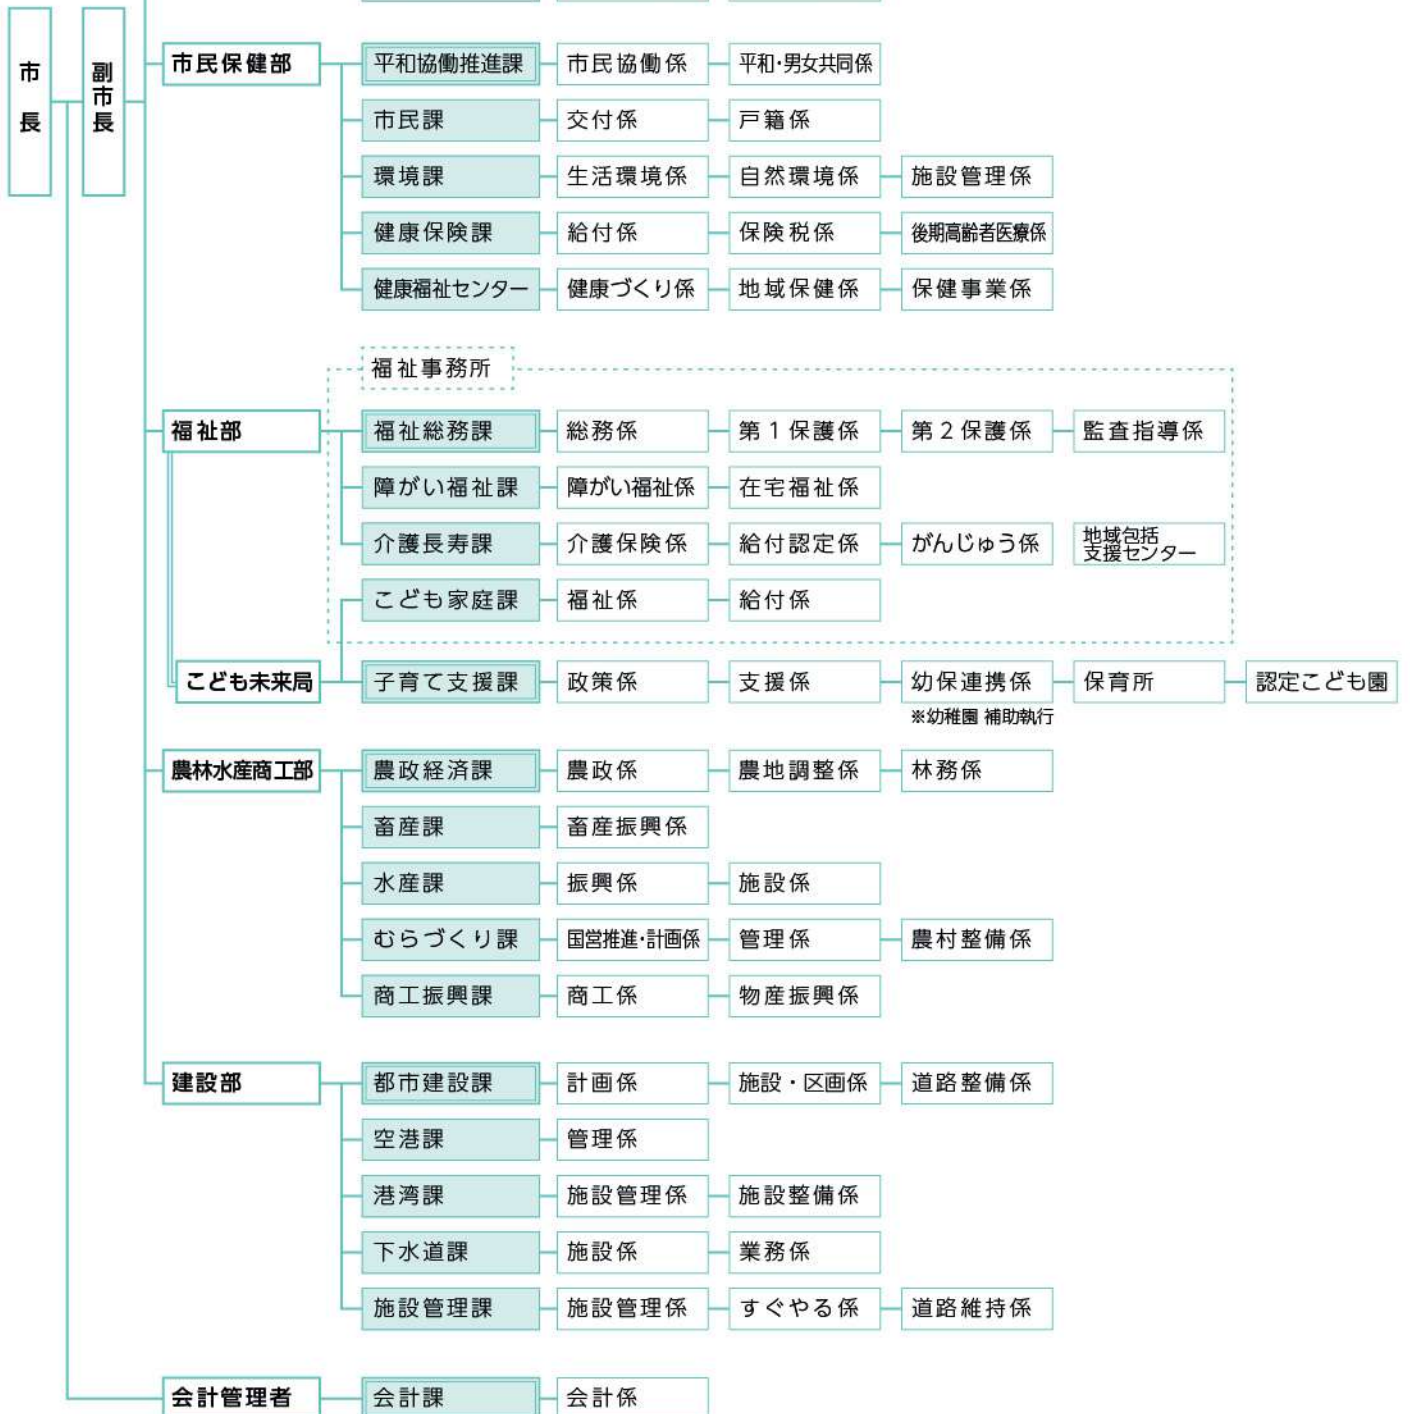 市長
副市長
市民保健部
平和協働推進課 市民協働係 平和・男女共同係
市民課 交付係 戸籍係
環境課 生活環境係 自然環境係 施設管理係
健康保険課 給付係 保険税係 後期高齢者医療係
健康福祉センター 健康づくり係 地域保健係 保健事業係
福祉事務所
福祉部
福祉総務課 総務係 第1保護係 第2保護係 監査指導係
障がい福祉課 障がい福祉係 在宅福祉係
介護長寿課 介護保険係 給付認定係 がんじゅう係 地域包括
支援センター
こども家庭課 福祉係 給付係
こども未来局
子育て支援課 政策係 支援係 幼保連携係 保育所 認定こども園
※幼稚園 補助執行
農林水産商工部
農政経済課 農政係 農地調整係 林務係
畜産課 畜産振興係
水産課 振興係 施設係
むらづくり課 国営推進・計画係 管理係 農村整備係
商工振興課 商工係 物産振興係
建設部
都市建設課 計画係 施設・区画係 道路整備係
空港課 管理係
港湾課 施設管理係 施設整備係
下水道課 施設係 業務係
施設管理課 施設管理係 すぐやる係 道路維持係
会計管理者
会計課 会計係